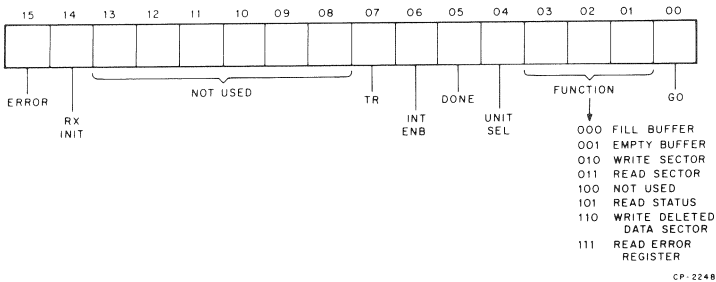 15 14 13 12 11 10 09 08 07 06 05 04 03 02 01 00
ERROR
RX
INIT
NOT USED
TR
INT
ENB
DONE
UNIT
SEL
FUNCTION
GO
000 FILL BUFFER
001 EMPTY BUFFER
010 WRITE SECTOR
011 READ SECTOR
100 NOT USED
101 READ STATUS
110 WRITE DELETED
DATA SECTOR
111 READ ERROR
REGISTER
CP-2248